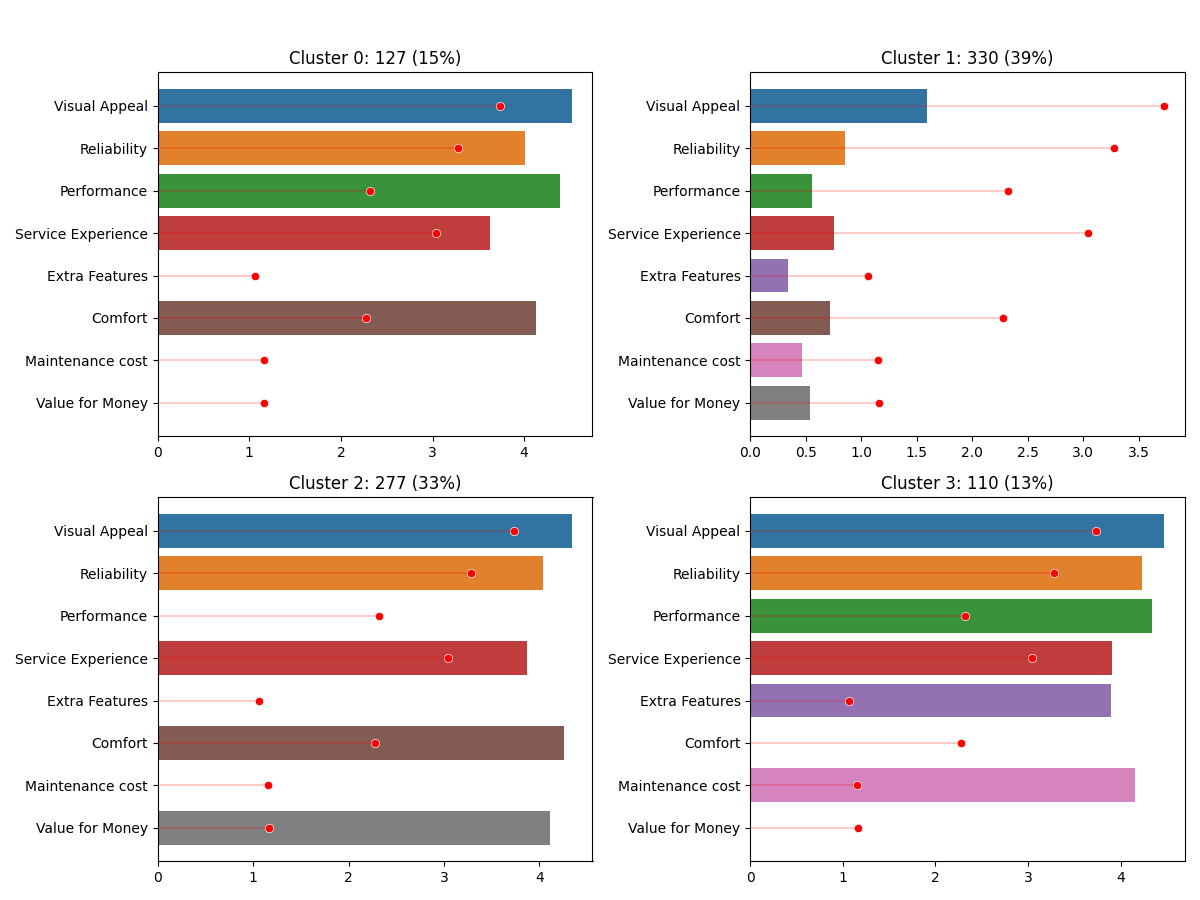 Cluster 0: 127 (15%)
Visual Appeal
Reliability
Performance
Service Experience
Extra Features
Comfort
Maintenance cost
Value for Money
0 1 2 3 4
Cluster 1: 330 (39%)
Visual Appeal
Reliability
Performance
Service Experience
Extra Features
Comfort
Maintenance cost
Value for Money
0.0 0.5 1.0 1.5 2.0 2.5 3.0 3.5
Cluster 2: 277 (33%)
Visual Appeal
Reliability
Performance
Service Experience
Extra Features
Comfort
Maintenance cost
Value for Money
0 1 2 3 4
Cluster 3: 110 (13%)
Visual Appeal
Reliability
Performance
Service Experience
Extra Features
Comfort
Maintenance cost
Value for Money
0 1 2 3 4